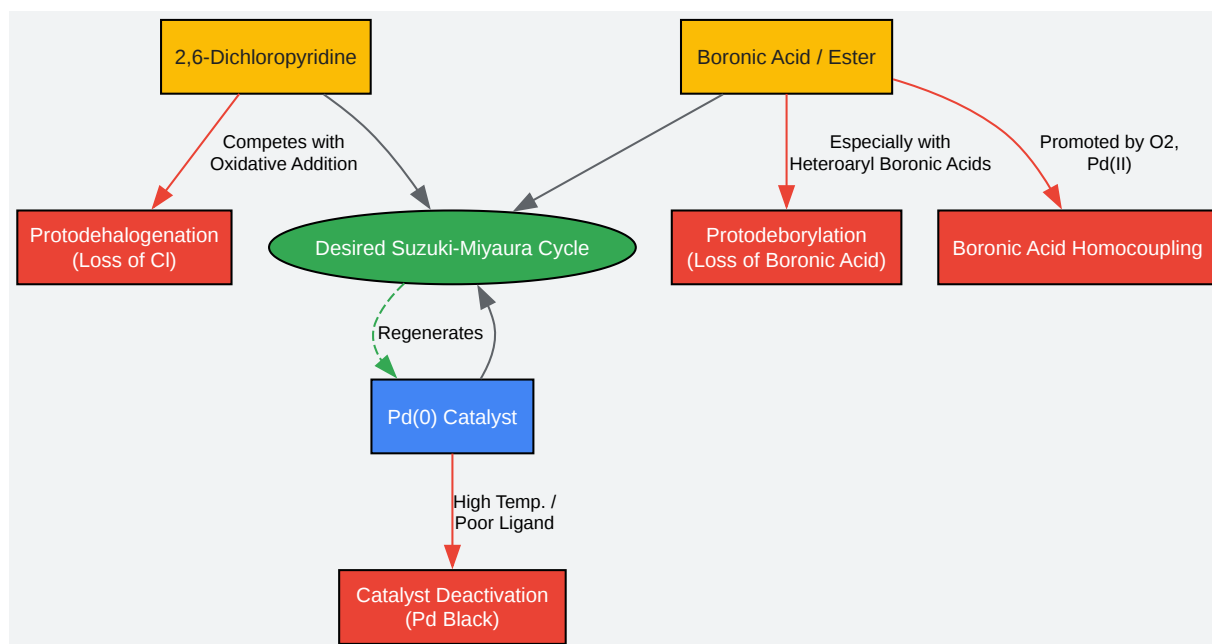 2,6-Dichloropyridine
Boronic Acid / Ester
Competes with
Oxidative Addition
Especially with
Heteroaryl Boronic Acids
Promoted by O2,
Pd(II)
Protodehalogenation
(Loss of Cl)
Desired Suzuki-Miyaura Cycle
Protodeborylation
(Loss of Boronic Acid)
Boronic Acid Homocoupling
Regenerates
Pd(0) Catalyst
High Temp. /
Poor Ligand
Catalyst Deactivation
(Pd Black)